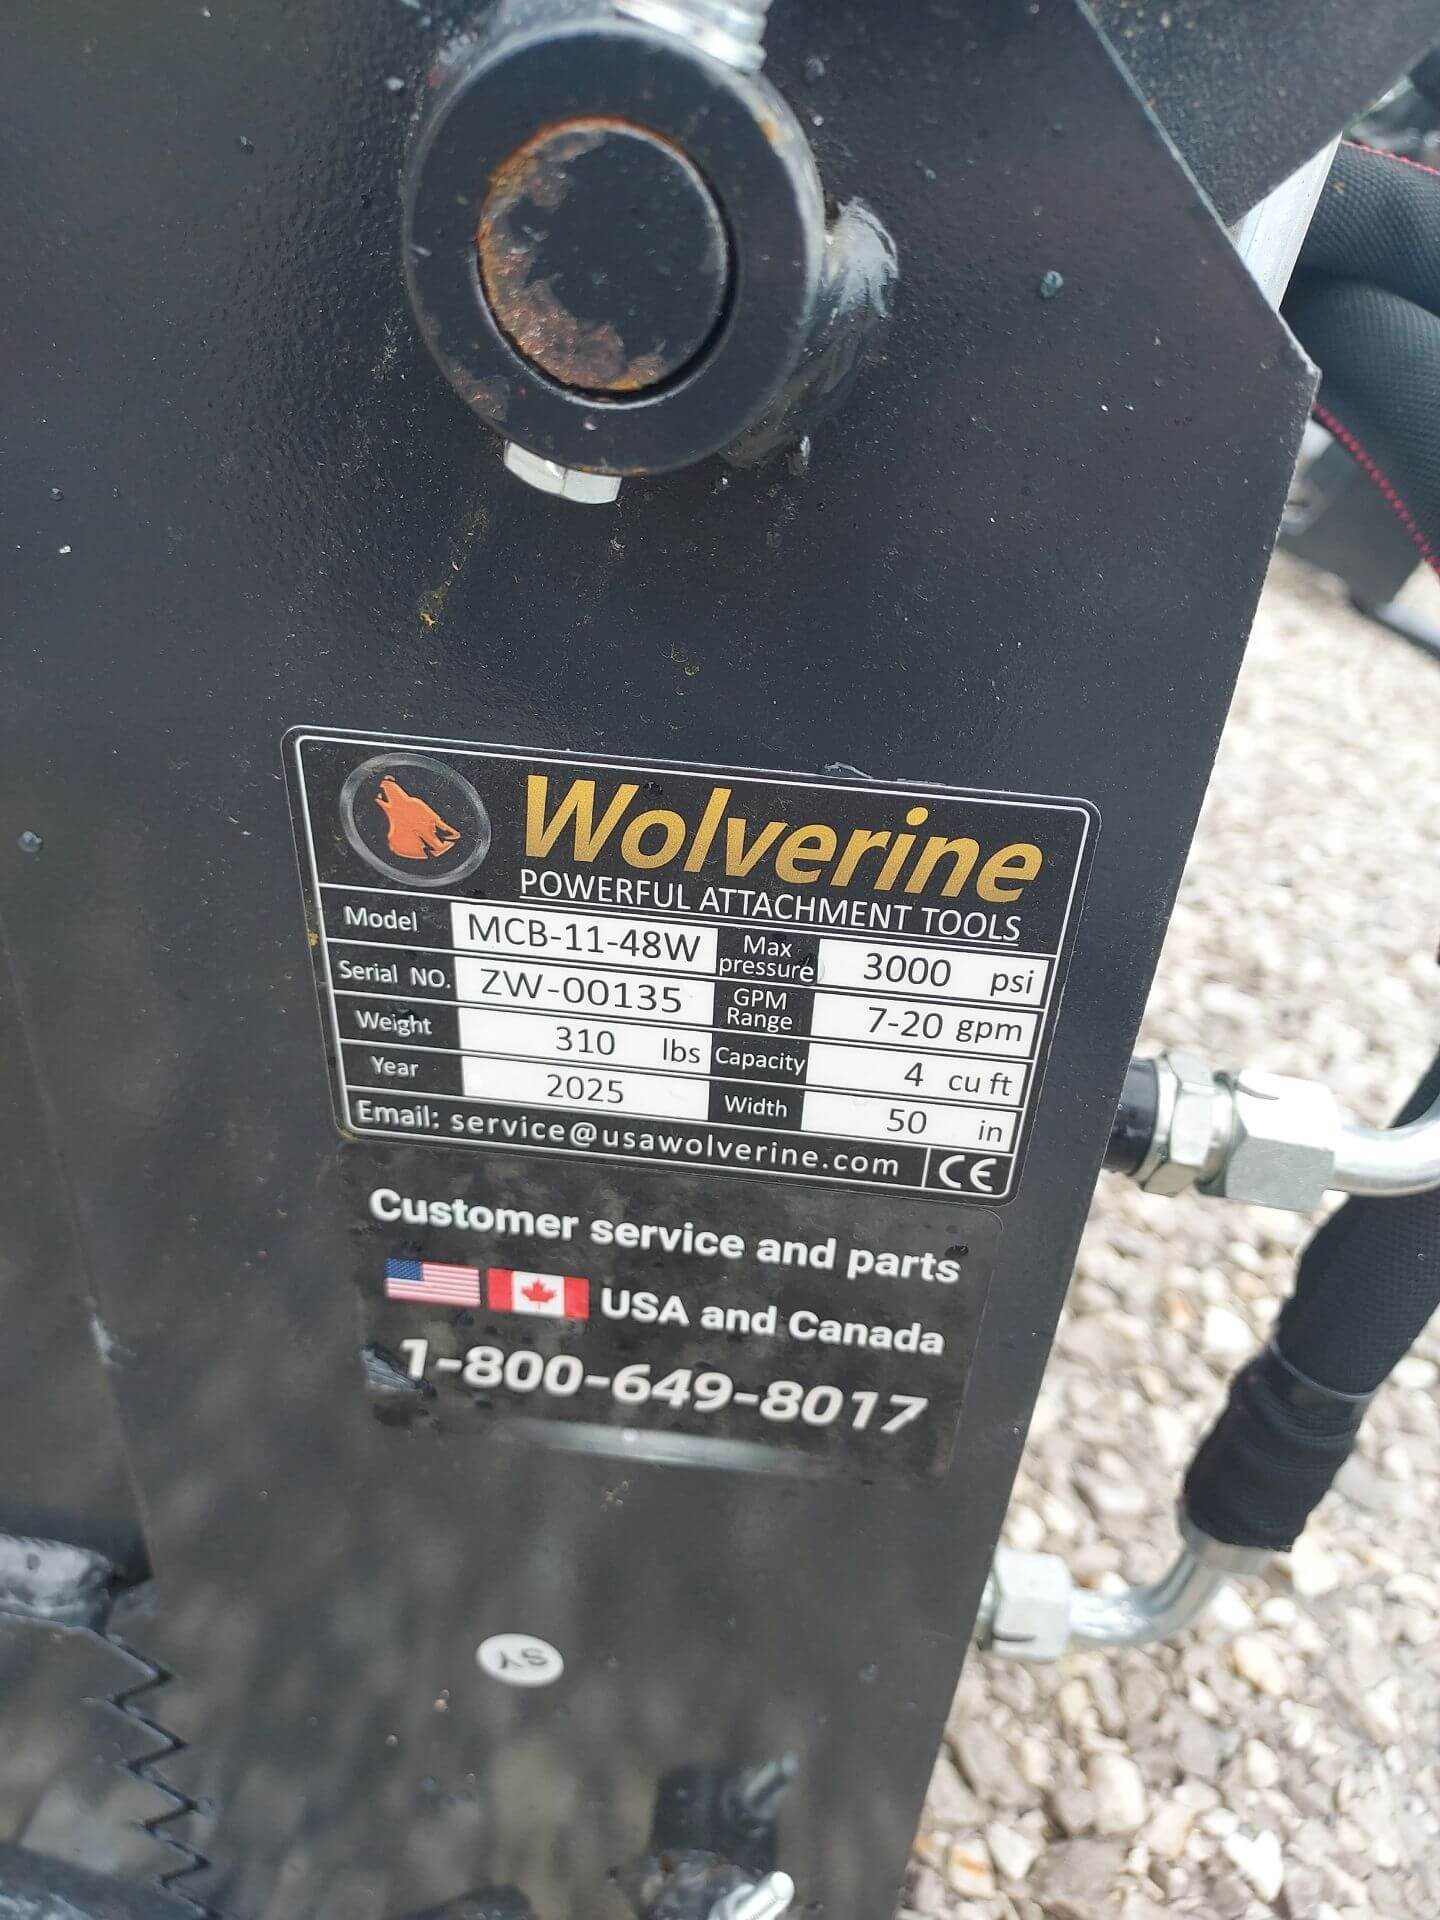 Wolverine
POWERFUL ATTACHMENT TOOLS
Model MCB-11-48W Max pressure 3000 psi
Serial NO. ZW-00135 GPM Range 7-20 gpm
Weight 310 lbs Capacity 4 cu ft
Year 2025 Width 50 in
Email: service@usawolverine.com CE
Customer service and parts
USA and Canada
1-800-649-8017